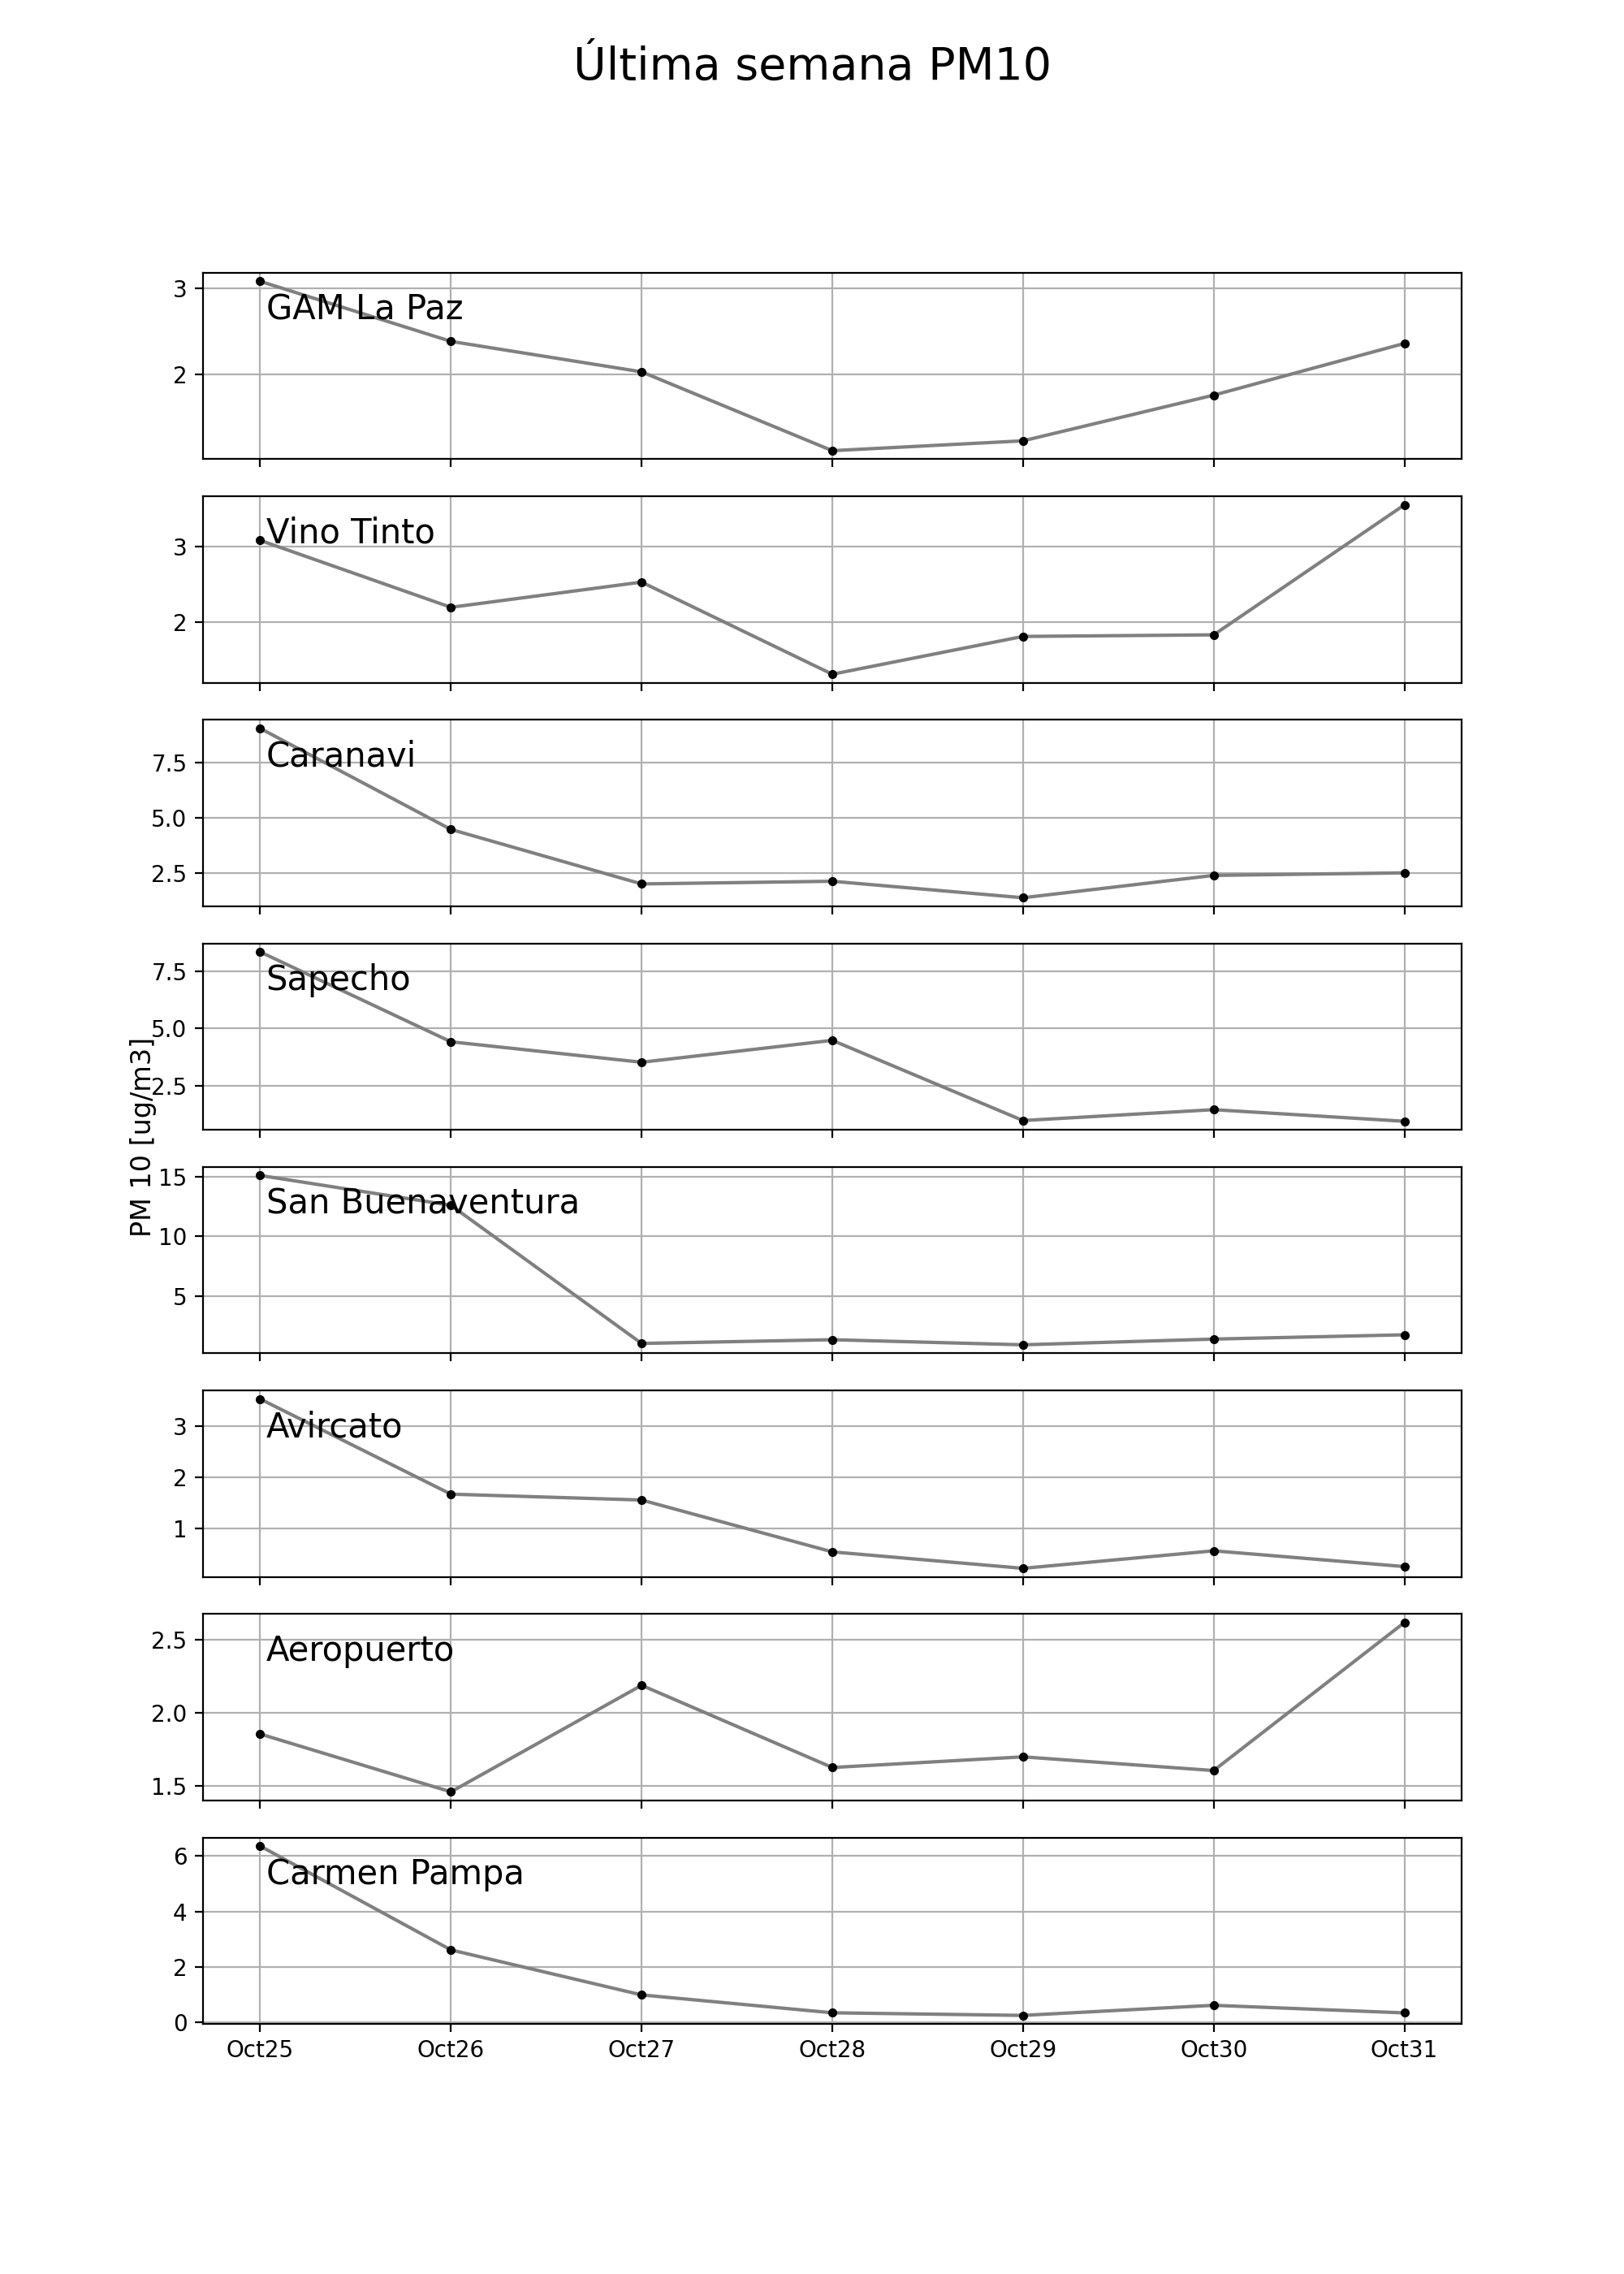 Última semana PM10
3
2
GAM La Paz
3
2
Vino Tinto
7.5
5.0
2.5
Caranavi
7.5
5.0
2.5
Sapecho
PM 10 [ug/m3]
15
10
5
San Buenaventura
3
2
1
Avircato
2.5
2.0
1.5
Aeropuerto
6
4
2
0
Carmen Pampa
Oct25 Oct26 Oct27 Oct28 Oct29 Oct30 Oct31